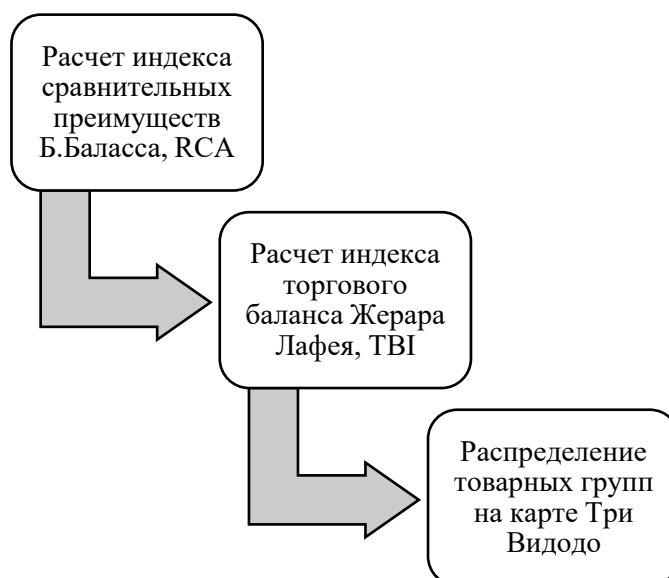 Расчет индекса
сравнительных
преимуществ
Б.Баласса, RCA
Расчет индекса
торгового
баланса Жерара
Лафея, TBI
Распределение
товарных групп
на карте Три
Видодо